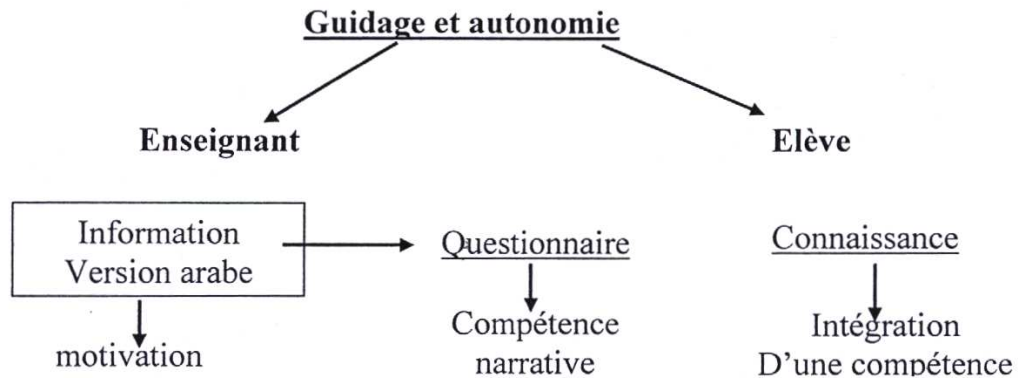 Guidage et autonomie
Enseignant
Elève
Information
Version arabe
Questionnaire
Connaissance
motivation
Compétence
narrative
Intégration
D'une compétence